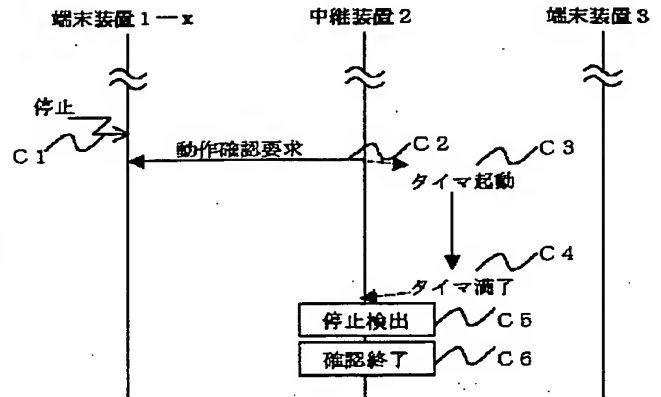 端末装置1-x
中継装置2
端末装置3
停止
C1
動作確認要求
C2
C3
タイマ起動
C4
タイマ満了
停止検出
C5
確認終了
C6